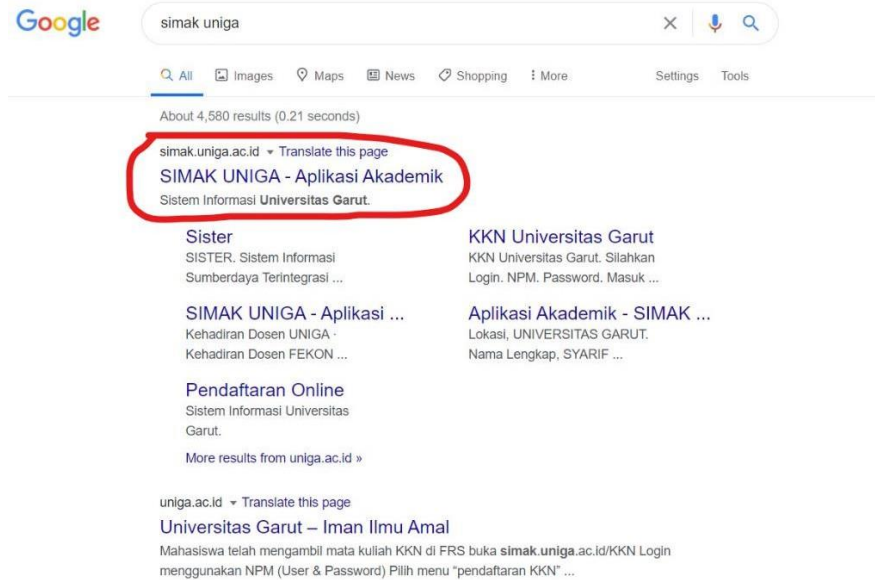 Google
simak uniga
All Images Maps News Shopping More Settings Tools
About 4,580 results (0.21 seconds)
simak.uniga.ac.id Translate this page
SIMAK UNIGA - Aplikasi Akademik
Sistem Informasi Universitas Garut.
Sister
SISTER. Sistem Informasi
Sumberdaya Terintegrasi ...
KKN Universitas Garut
KKN Universitas Garut. Silahkan
Login. NPM. Password. Masuk ...
SIMAK UNIGA - Aplikasi ...
Kehadiran Dosen UNIGA ·
Kehadiran Dosen FEKON ...
Aplikasi Akademik - SIMAK ...
Lokasi, UNIVERSITAS GARUT.
Nama Lengkap, SYARIF ...
Pendaftaran Online
Sistem Informasi Universitas
Garut.
More results from uniga.ac.id »
uniga.ac.id Translate this page
Universitas Garut – Iman Ilmu Amal
Mahasiswa telah mengambil mata kuliah KKN di FRS buka simak.uniga.ac.id/KKN Login
menggunakan NPM (User & Password) Pilih menu “pendaftaran KKN” ...